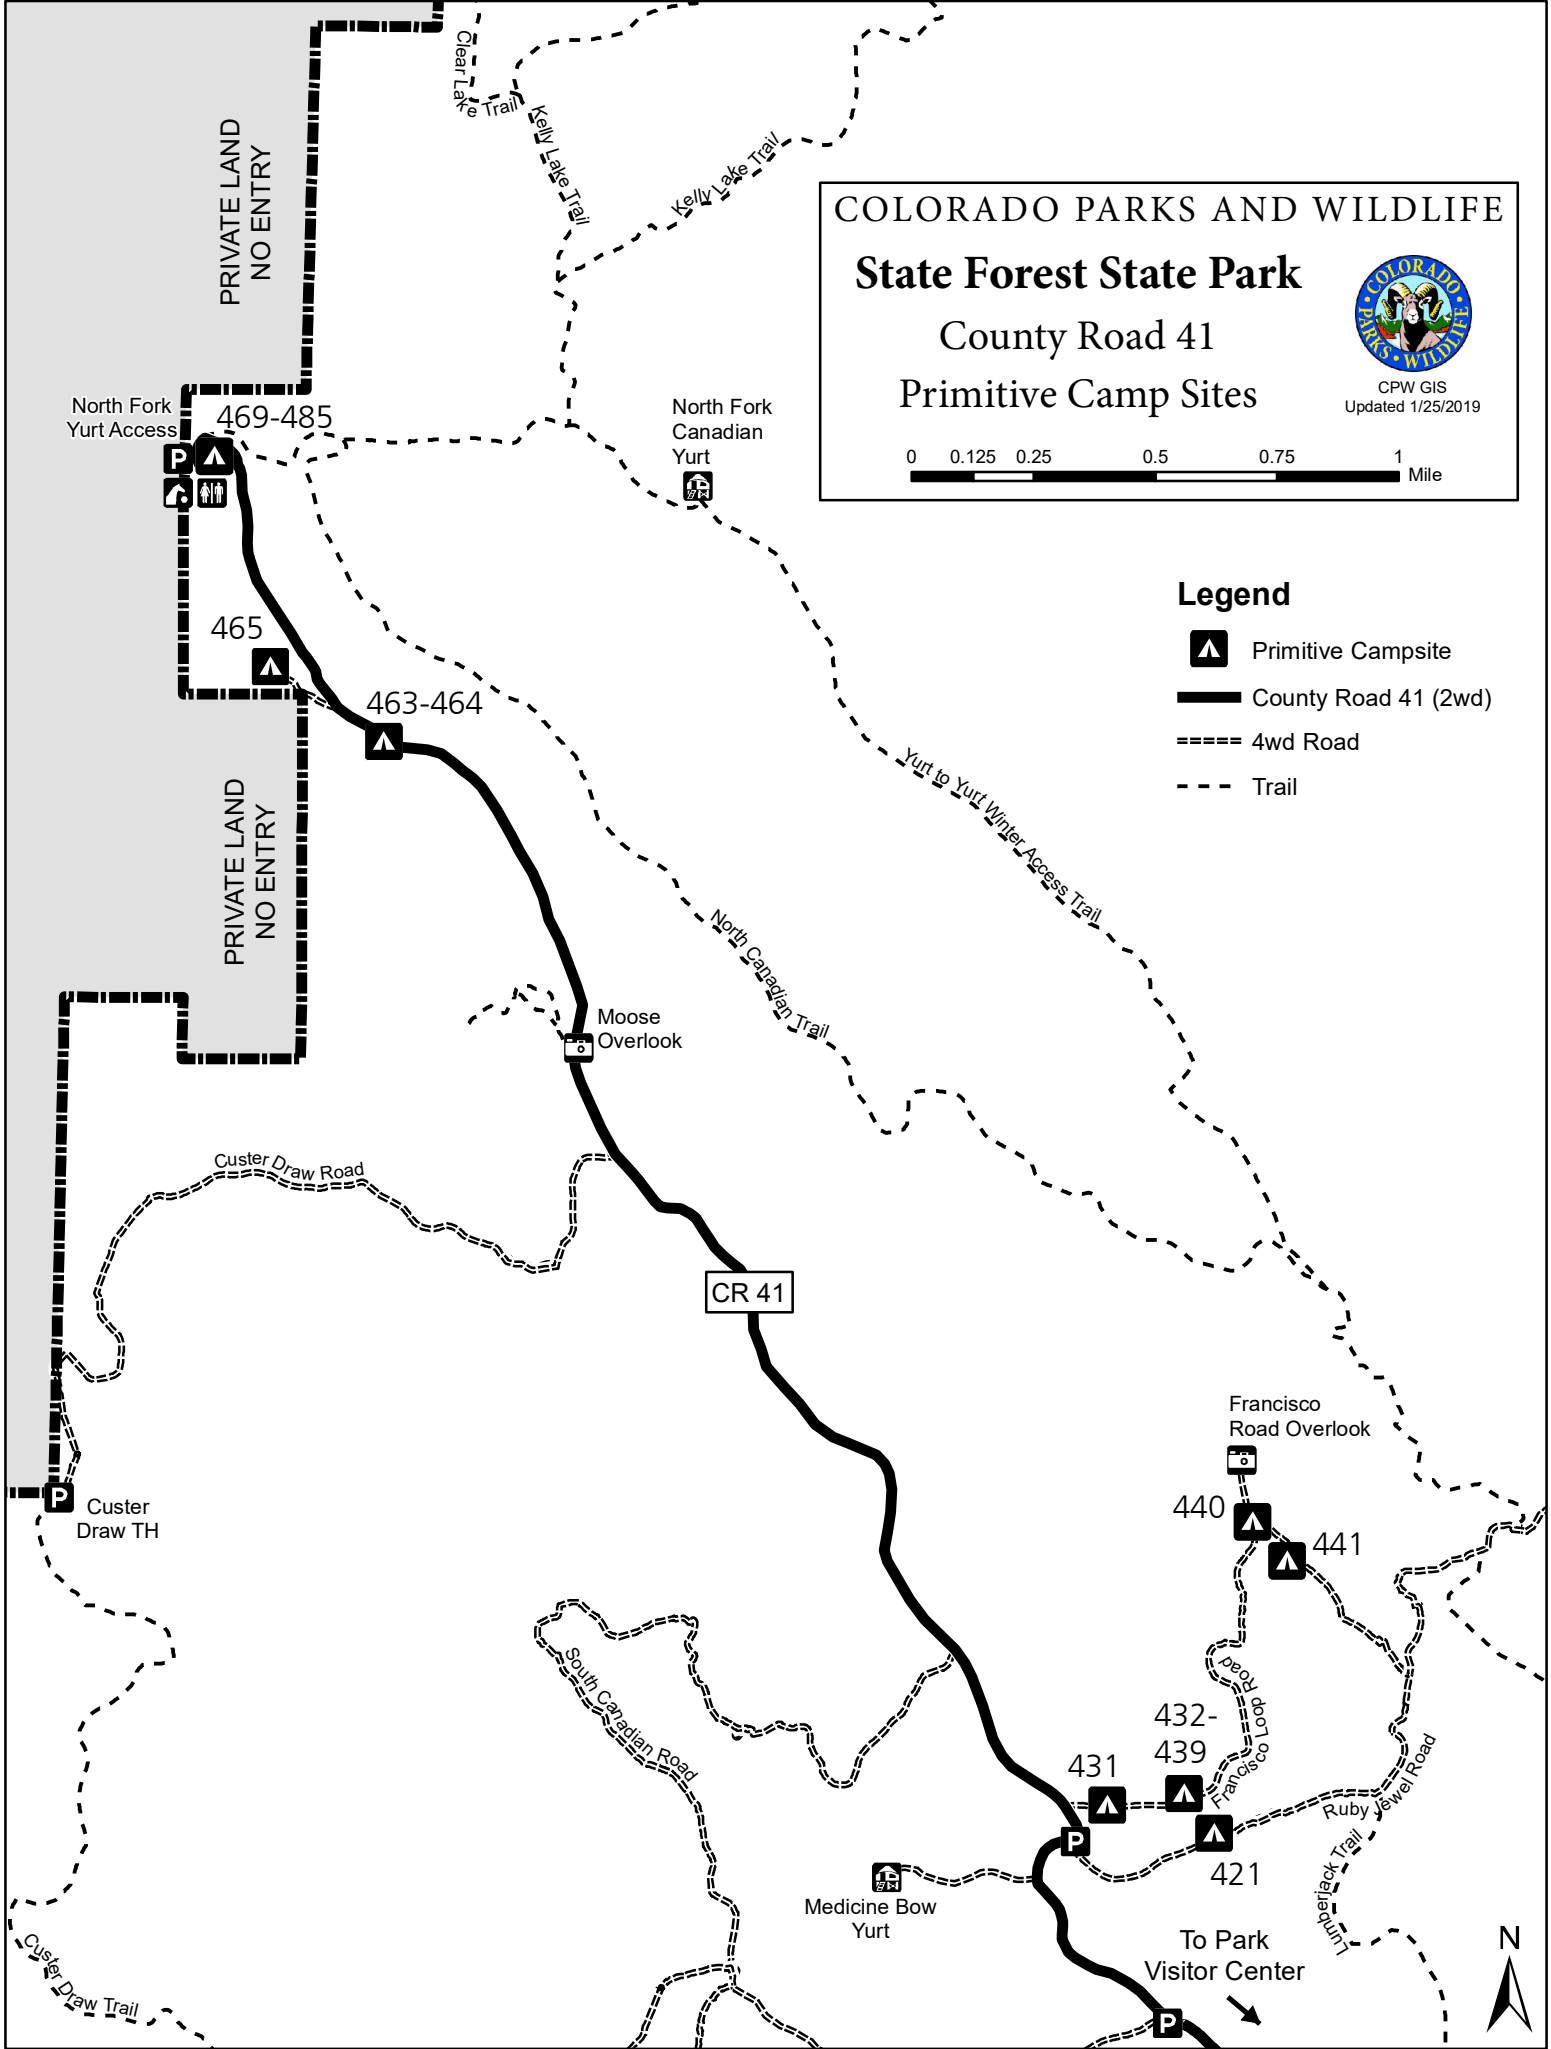 Clear Lake Trail
Kelly Lake Trail
Kelly Lake Trail
PRIVATE LAND
NO ENTRY
COLORADO PARKS AND WILDLIFE
State Forest State Park
County Road 41
Primitive Camp Sites
COLORADO
PARKS • WILDLIFE
CPW GIS
Updated 1/25/2019
0 0.125 0.25 0.5 0.75 1
Mile
North Fork
Yurt Access
469-485
P
North Fork
Canadian
Yurt
Legend
Primitive Campsite
County Road 41 (2wd)
4wd Road
Trail
465
463-464
Yurt to Yurt Winter Access Trail
PRIVATE LAND
NO ENTRY
North Canadian Trail
Moose
Overlook
Custer Draw Road
CR 41
Francisco
Road Overlook
P
Custer
Draw TH
440
441
South Canadian Road
Francisco Loop Road
432-
439
431
Ruby Jewel Road
P
421
Lumberjack Trail
Medicine Bow
Yurt
To Park
Visitor Center
N
Custer Draw Trail
P